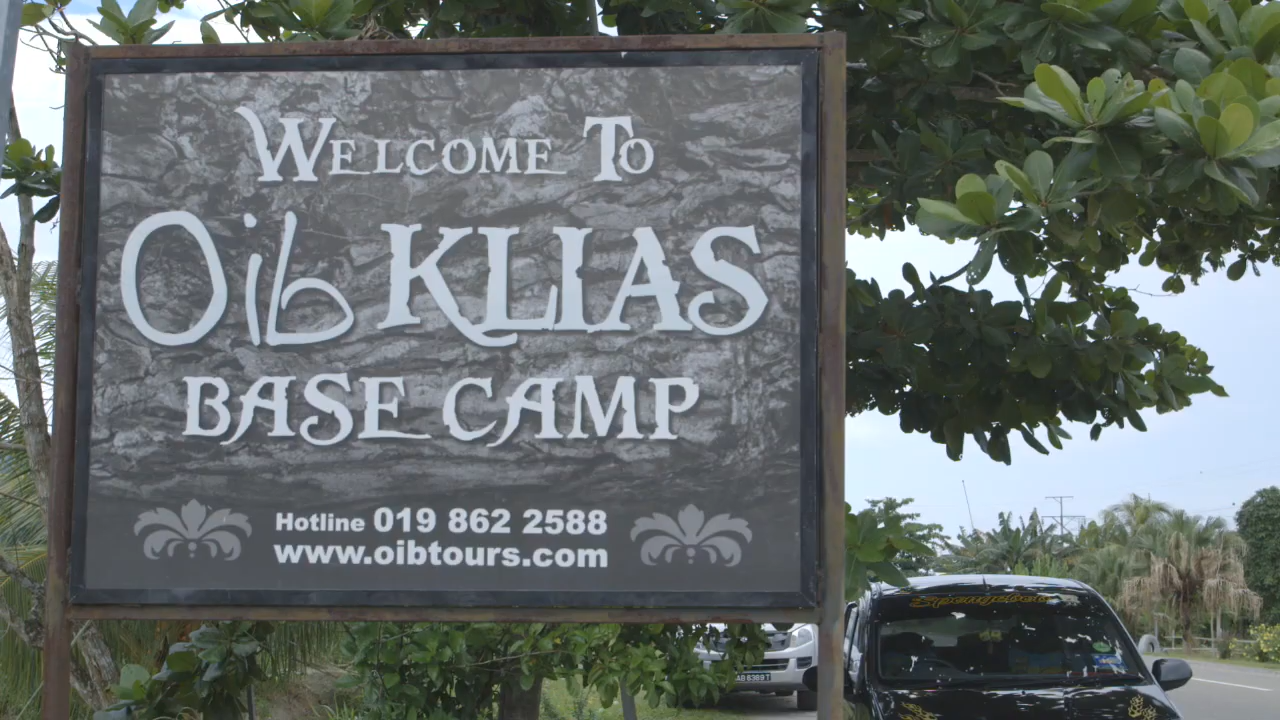 WELCOME TO
Oib KLIAS
BASE CAMP
Hotline 019 862 2588
www.oibtours.com